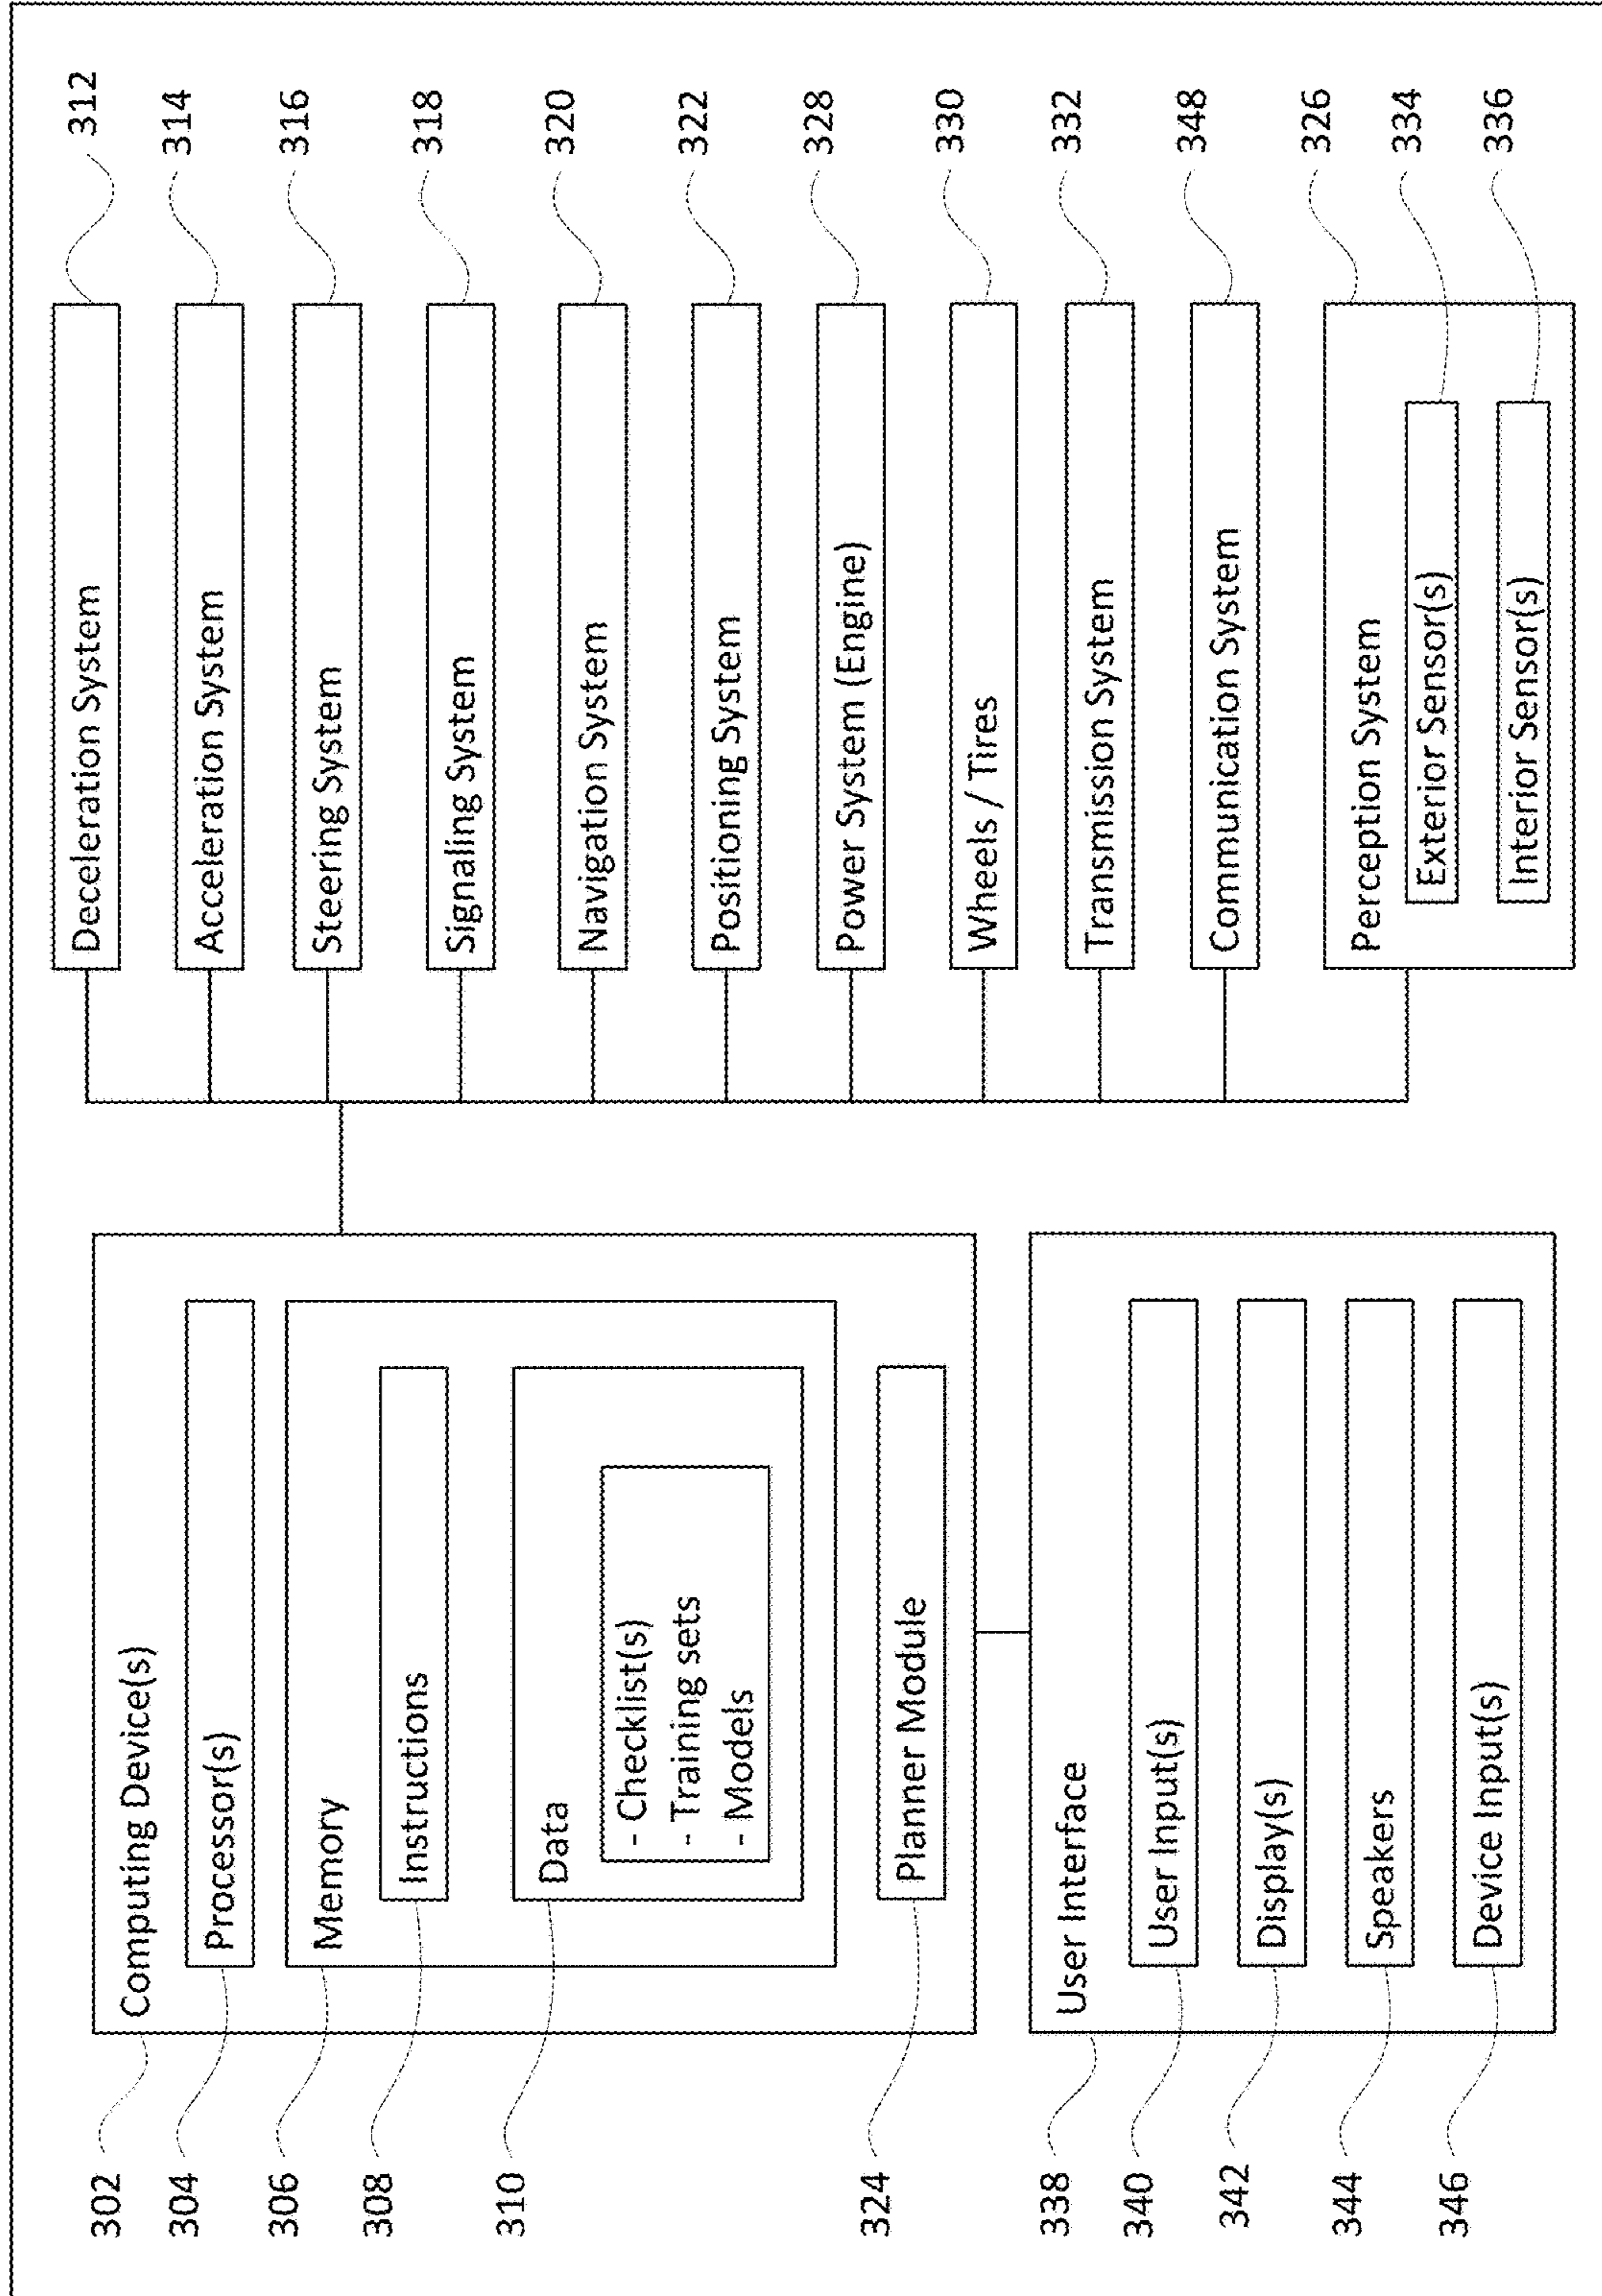 302
Computing Device(s)
304
Processor(s)
306
Memory
308
Instructions
310
Data
- Checklist(s)
- Training sets
- Models
324
Planner Module
338
User Interface
340
User Input(s)
342
Display(s)
344
Speakers
346
Device Input(s)
Deceleration System
312
Acceleration System
314
Steering System
316
Signaling System
318
Navigation System
320
Positioning System
322
Power System (Engine)
328
Wheels / Tires
330
Transmission System
332
Communication System
348
Perception System
326
Exterior Sensor(s)
334
Interior Sensor(s)
336